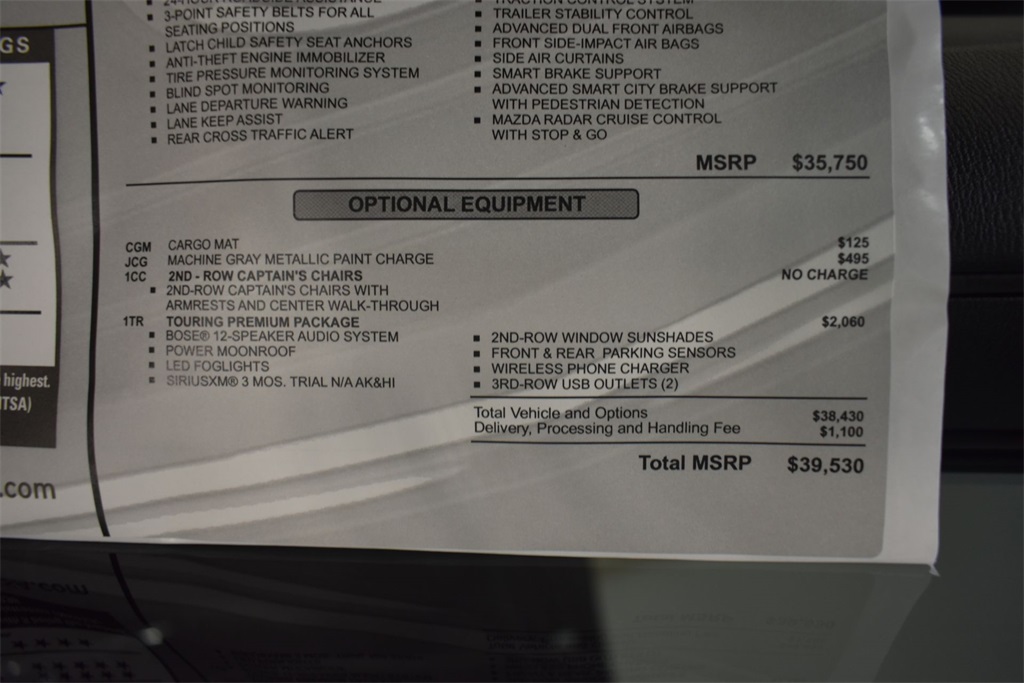 GS
24-HOUR ROADSIDE ASSISTANCE
▪ 3-POINT SAFETY BELTS FOR ALL
SEATING POSITIONS
▪ LATCH CHILD SAFETY SEAT ANCHORS
▪ ANTI-THEFT ENGINE IMMOBILIZER
▪ TIRE PRESSURE MONITORING SYSTEM
▪ BLIND SPOT MONITORING
▪ LANE DEPARTURE WARNING
▪ LANE KEEP ASSIST
▪ REAR CROSS TRAFFIC ALERT
▪ TRACTION CONTROL SYSTEM
▪ TRAILER STABILITY CONTROL
▪ ADVANCED DUAL FRONT AIRBAGS
▪ FRONT SIDE-IMPACT AIR BAGS
▪ SIDE AIR CURTAINS
▪ SMART BRAKE SUPPORT
▪ ADVANCED SMART CITY BRAKE SUPPORT
WITH PEDESTRIAN DETECTION
▪ MAZDA RADAR CRUISE CONTROL
WITH STOP & GO
MSRP $35,750
OPTIONAL EQUIPMENT
CGM CARGO MAT $125
JCG MACHINE GRAY METALLIC PAINT CHARGE $495
1CC 2ND - ROW CAPTAIN'S CHAIRS NO CHARGE
▪ 2ND-ROW CAPTAIN'S CHAIRS WITH
ARMRESTS AND CENTER WALK-THROUGH
1TR TOURING PREMIUM PACKAGE $2,060
▪ BOSE® 12-SPEAKER AUDIO SYSTEM
▪ POWER MOONROOF
▪ LED FOGLIGHTS
▪ SIRIUSXM® 3 MOS. TRIAL N/A AK&HI
▪ 2ND-ROW WINDOW SUNSHADES
▪ FRONT & REAR PARKING SENSORS
▪ WIRELESS PHONE CHARGER
▪ 3RD-ROW USB OUTLETS (2)
Total Vehicle and Options $38,430
Delivery, Processing and Handling Fee $1,100
Total MSRP $39,530
highest.
TSA)
.com